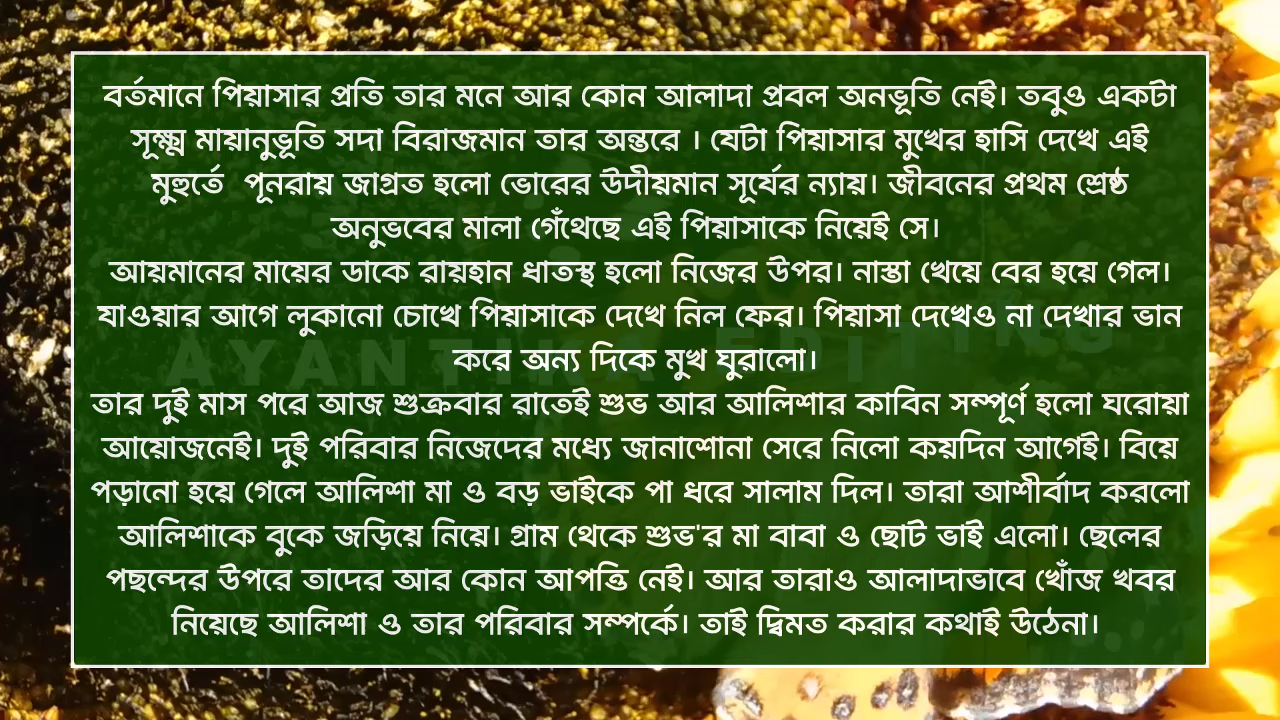 বর্তমানে পিয়াসার প্রতি তার মনে আর কোন আলাদা প্রবল অনভূতি নেই। তবুও একটা
সূক্ষ্ম মায়ানুভূতি সদা বিরাজমান তার অন্তরে । যেটা পিয়াসার মুখের হাসি দেখে এই
মুহুর্তে  পূনরায় জাগ্রত হলো ভোরের উদীয়মান সূর্যের ন্যায়। জীবনের প্রথম শ্রেষ্ঠ
অনুভবের মালা গেঁথেছে এই পিয়াসাকে নিয়েই সে।
আয়মানের মায়ের ডাকে রায়হান ধাতস্থ হলো নিজের উপর। নাস্তা খেয়ে বের হয়ে গেল।
যাওয়ার আগে লুকানো চোখে পিয়াসাকে দেখে নিল ফের। পিয়াসা দেখেও না দেখার ভান
করে অন্য দিকে মুখ ঘুরালো।
AYANTIKA EDITING
তার দুই মাস পরে আজ শুক্রবার রাতেই শুভ আর আলিশার কাবিন সম্পূর্ণ হলো ঘরোয়া
আয়োজনেই। দুই পরিবার নিজেদের মধ্যে জানাশোনা সেরে নিলো কয়দিন আগেই। বিয়ে
পড়ানো হয়ে গেলে আলিশা মা ও বড় ভাইকে পা ধরে সালাম দিল। তারা আশীর্বাদ করলো
আলিশাকে বুকে জড়িয়ে নিয়ে। গ্রাম থেকে শুভ'র মা বাবা ও ছোট ভাই এলো। ছেলের
পছন্দের উপরে তাদের আর কোন আপত্তি নেই। আর তারাও আলাদাভাবে খোঁজ খবর
নিয়েছে আলিশা ও তার পরিবার সম্পর্কে। তাই দ্বিমত করার কথাই উঠেনা।